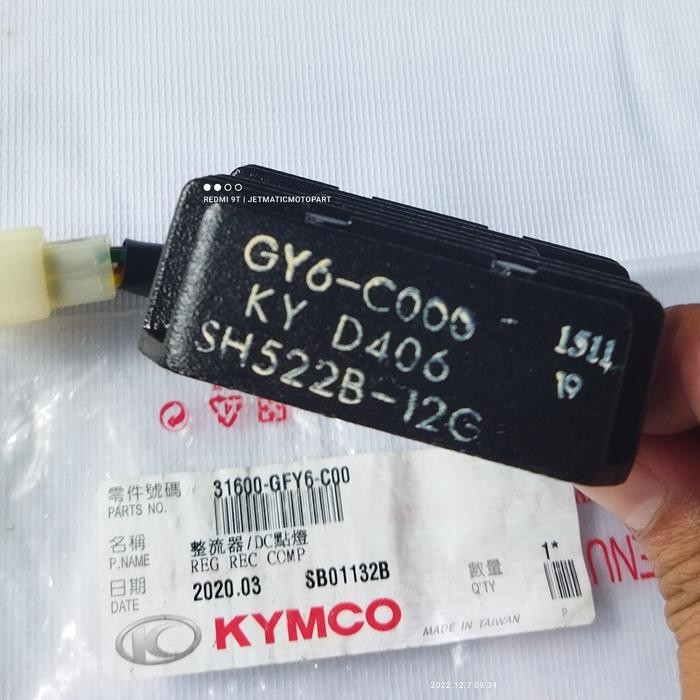 REDMI 9T | JETMATICMOTOPART
GY6-C000
KY D406
SH522B-12G
1511
19
零件號碼 31600-GFY6-C00
PARTS NO.
名稱 整流器/DC點燈
P.NAME REG REC COMP
日期 2020.03 SB01132B
DATE
數量 1*
Q'TY
P
KYMCO
MADE IN TAIWAN
2022.12.7 09:34